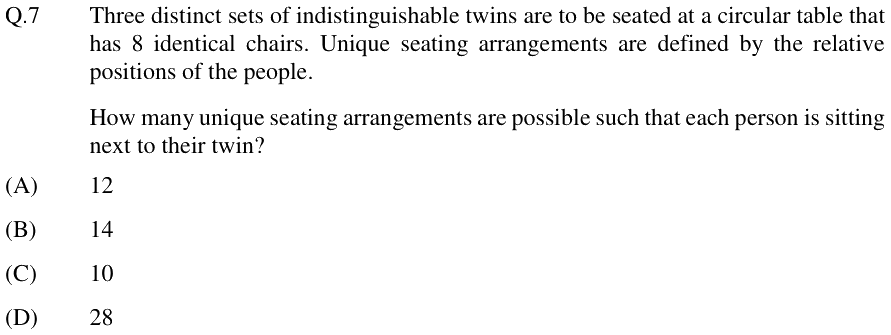 Q.7 Three distinct sets of indistinguishable twins are to be seated at a circular table that
has 8 identical chairs. Unique seating arrangements are defined by the relative
positions of the people.
How many unique seating arrangements are possible such that each person is sitting
next to their twin?
(A) 12
(B) 14
(C) 10
(D) 28